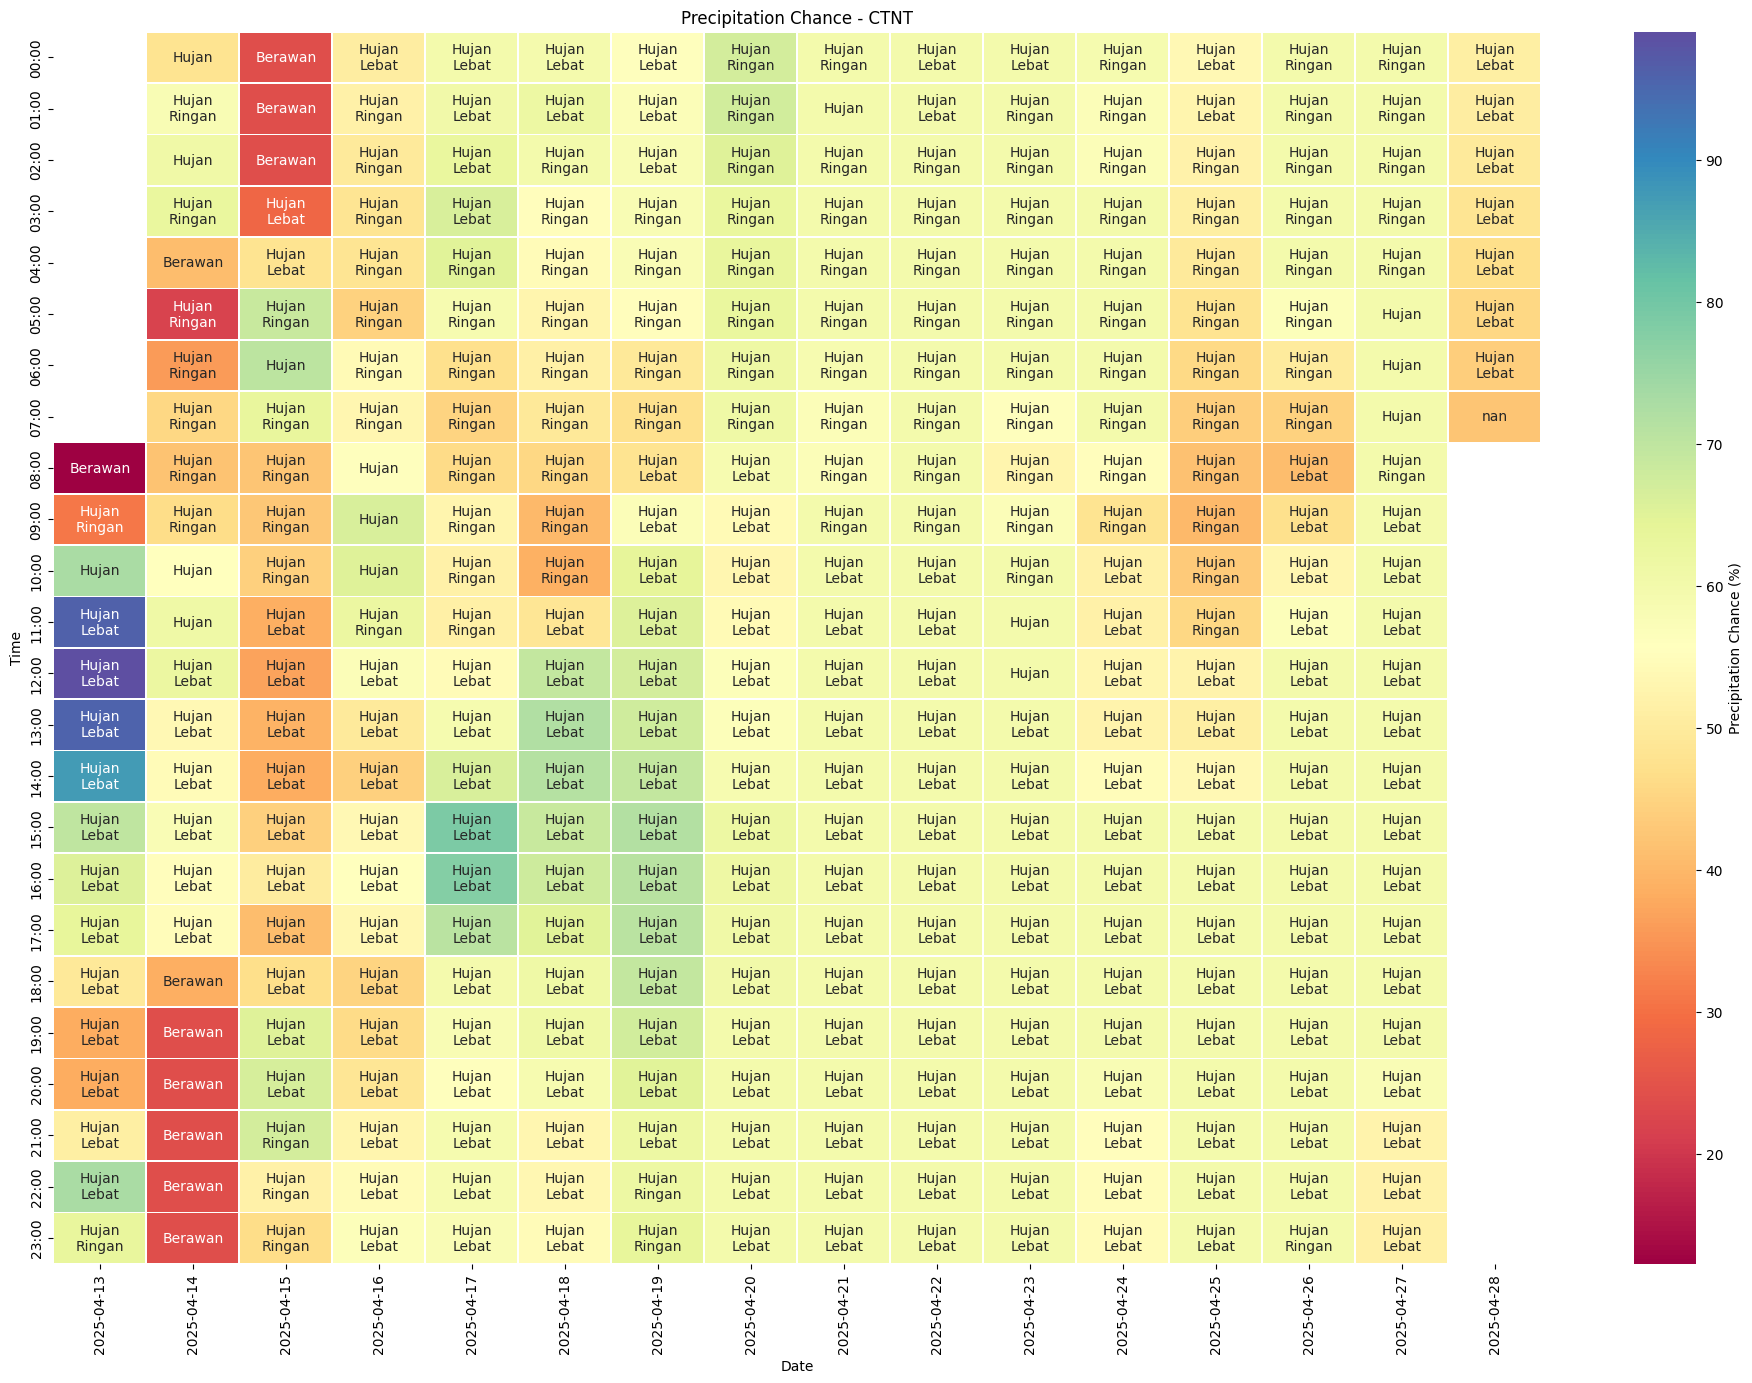 Precipitation Chance - CTNT
00:00 Hujan Berawan Hujan Lebat Hujan Lebat Hujan Lebat Hujan Lebat Hujan Ringan Hujan Ringan Hujan Lebat Hujan Lebat Hujan Ringan Hujan Lebat Hujan Ringan Hujan Ringan Hujan Lebat
01:00 Hujan Ringan Berawan Hujan Ringan Hujan Lebat Hujan Lebat Hujan Lebat Hujan Ringan Hujan Hujan Lebat Hujan Ringan Hujan Ringan Hujan Lebat Hujan Ringan Hujan Ringan Hujan Lebat
02:00 Hujan Berawan Hujan Ringan Hujan Lebat Hujan Ringan Hujan Lebat Hujan Ringan Hujan Ringan Hujan Ringan Hujan Ringan Hujan Ringan Hujan Ringan Hujan Ringan Hujan Ringan Hujan Lebat
03:00 Hujan Ringan Hujan Lebat Hujan Ringan Hujan Lebat Hujan Ringan Hujan Ringan Hujan Ringan Hujan Ringan Hujan Ringan Hujan Ringan Hujan Ringan Hujan Ringan Hujan Ringan Hujan Ringan Hujan Lebat
04:00 Berawan Hujan Lebat Hujan Ringan Hujan Ringan Hujan Ringan Hujan Ringan Hujan Ringan Hujan Ringan Hujan Ringan Hujan Ringan Hujan Ringan Hujan Ringan Hujan Ringan Hujan Ringan Hujan Lebat
05:00 Hujan Ringan Hujan Ringan Hujan Ringan Hujan Ringan Hujan Ringan Hujan Ringan Hujan Ringan Hujan Ringan Hujan Ringan Hujan Ringan Hujan Ringan Hujan Ringan Hujan Ringan Hujan Hujan Lebat
06:00 Hujan Ringan Hujan Hujan Ringan Hujan Ringan Hujan Ringan Hujan Ringan Hujan Ringan Hujan Ringan Hujan Ringan Hujan Ringan Hujan Ringan Hujan Ringan Hujan Ringan Hujan Hujan Lebat
07:00 Hujan Ringan Hujan Ringan Hujan Ringan Hujan Ringan Hujan Ringan Hujan Ringan Hujan Ringan Hujan Ringan Hujan Ringan Hujan Ringan Hujan Ringan Hujan Ringan Hujan Ringan Hujan nan
08:00 Berawan Hujan Ringan Hujan Ringan Hujan Hujan Ringan Hujan Ringan Hujan Lebat Hujan Lebat Hujan Ringan Hujan Ringan Hujan Ringan Hujan Ringan Hujan Ringan Hujan Lebat Hujan Ringan
09:00 Hujan Ringan Hujan Ringan Hujan Ringan Hujan Hujan Ringan Hujan Ringan Hujan Lebat Hujan Lebat Hujan Ringan Hujan Ringan Hujan Ringan Hujan Ringan Hujan Ringan Hujan Lebat Hujan Lebat
10:00 Hujan Hujan Hujan Ringan Hujan Hujan Ringan Hujan Ringan Hujan Lebat Hujan Lebat Hujan Lebat Hujan Lebat Hujan Ringan Hujan Lebat Hujan Ringan Hujan Lebat Hujan Lebat
11:00 Hujan Lebat Hujan Hujan Lebat Hujan Ringan Hujan Ringan Hujan Lebat Hujan Lebat Hujan Lebat Hujan Lebat Hujan Lebat Hujan Hujan Lebat Hujan Ringan Hujan Lebat Hujan Lebat
12:00 Hujan Lebat Hujan Lebat Hujan Lebat Hujan Lebat Hujan Lebat Hujan Lebat Hujan Lebat Hujan Lebat Hujan Lebat Hujan Lebat Hujan Hujan Lebat Hujan Lebat Hujan Lebat Hujan Lebat
13:00 Hujan Lebat Hujan Lebat Hujan Lebat Hujan Lebat Hujan Lebat Hujan Lebat Hujan Lebat Hujan Lebat Hujan Lebat Hujan Lebat Hujan Lebat Hujan Lebat Hujan Lebat Hujan Lebat Hujan Lebat
14:00 Hujan Lebat Hujan Lebat Hujan Lebat Hujan Lebat Hujan Lebat Hujan Lebat Hujan Lebat Hujan Lebat Hujan Lebat Hujan Lebat Hujan Lebat Hujan Lebat Hujan Lebat Hujan Lebat Hujan Lebat
15:00 Hujan Lebat Hujan Lebat Hujan Lebat Hujan Lebat Hujan Lebat Hujan Lebat Hujan Lebat Hujan Lebat Hujan Lebat Hujan Lebat Hujan Lebat Hujan Lebat Hujan Lebat Hujan Lebat Hujan Lebat
16:00 Hujan Lebat Hujan Lebat Hujan Lebat Hujan Lebat Hujan Lebat Hujan Lebat Hujan Lebat Hujan Lebat Hujan Lebat Hujan Lebat Hujan Lebat Hujan Lebat Hujan Lebat Hujan Lebat Hujan Lebat
17:00 Hujan Lebat Hujan Lebat Hujan Lebat Hujan Lebat Hujan Lebat Hujan Lebat Hujan Lebat Hujan Lebat Hujan Lebat Hujan Lebat Hujan Lebat Hujan Lebat Hujan Lebat Hujan Lebat Hujan Lebat
18:00 Hujan Lebat Berawan Hujan Lebat Hujan Lebat Hujan Lebat Hujan Lebat Hujan Lebat Hujan Lebat Hujan Lebat Hujan Lebat Hujan Lebat Hujan Lebat Hujan Lebat Hujan Lebat Hujan Lebat
19:00 Hujan Lebat Berawan Hujan Lebat Hujan Lebat Hujan Lebat Hujan Lebat Hujan Lebat Hujan Lebat Hujan Lebat Hujan Lebat Hujan Lebat Hujan Lebat Hujan Lebat Hujan Lebat Hujan Lebat
20:00 Hujan Lebat Berawan Hujan Lebat Hujan Lebat Hujan Lebat Hujan Lebat Hujan Lebat Hujan Lebat Hujan Lebat Hujan Lebat Hujan Lebat Hujan Lebat Hujan Lebat Hujan Lebat Hujan Lebat
21:00 Hujan Lebat Berawan Hujan Ringan Hujan Lebat Hujan Lebat Hujan Lebat Hujan Lebat Hujan Lebat Hujan Lebat Hujan Lebat Hujan Lebat Hujan Lebat Hujan Lebat Hujan Lebat Hujan Lebat
22:00 Hujan Lebat Berawan Hujan Ringan Hujan Lebat Hujan Lebat Hujan Lebat Hujan Ringan Hujan Lebat Hujan Lebat Hujan Lebat Hujan Lebat Hujan Lebat Hujan Lebat Hujan Lebat Hujan Lebat
23:00 Hujan Ringan Berawan Hujan Ringan Hujan Lebat Hujan Lebat Hujan Lebat Hujan Ringan Hujan Lebat Hujan Lebat Hujan Lebat Hujan Lebat Hujan Lebat Hujan Lebat Hujan Ringan Hujan Lebat
Time
2025-04-13 2025-04-14 2025-04-15 2025-04-16 2025-04-17 2025-04-18 2025-04-19 2025-04-20 2025-04-21 2025-04-22 2025-04-23 2025-04-24 2025-04-25 2025-04-26 2025-04-27 2025-04-28
Date
90
80
70
60
50
40
30
20
Precipitation Chance (%)